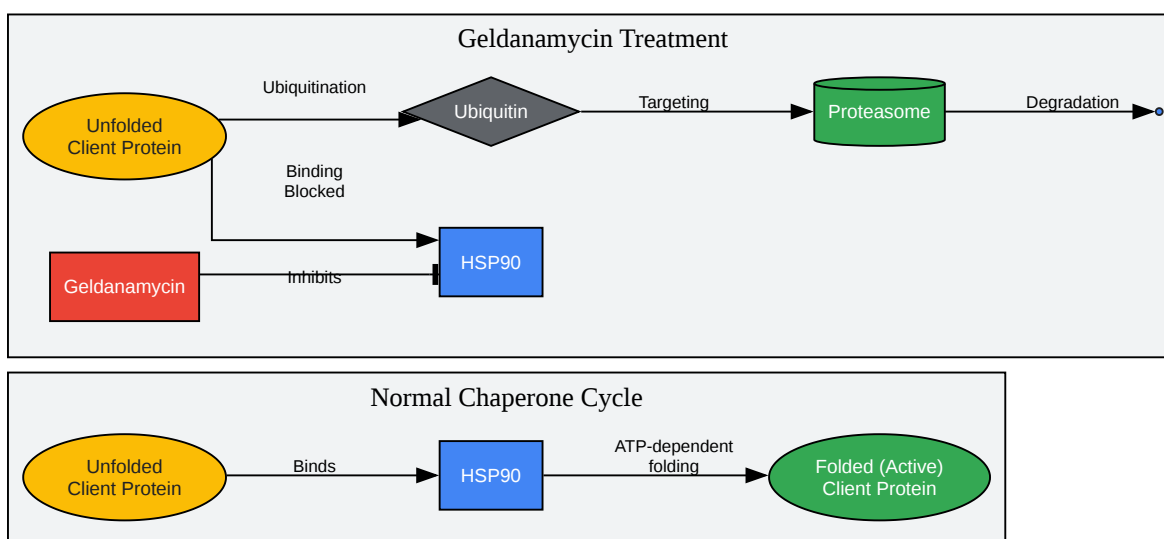 Geldanamycin Treatment
Ubiquitination
Unfolded
Client Protein
Ubiquitin
Targeting
Proteasome
Degradation
Binding
Blocked
HSP90
Geldanamycin
Inhibits
Normal Chaperone Cycle
Unfolded
Client Protein
Binds
HSP90
ATP-dependent
folding
Folded (Active)
Client Protein